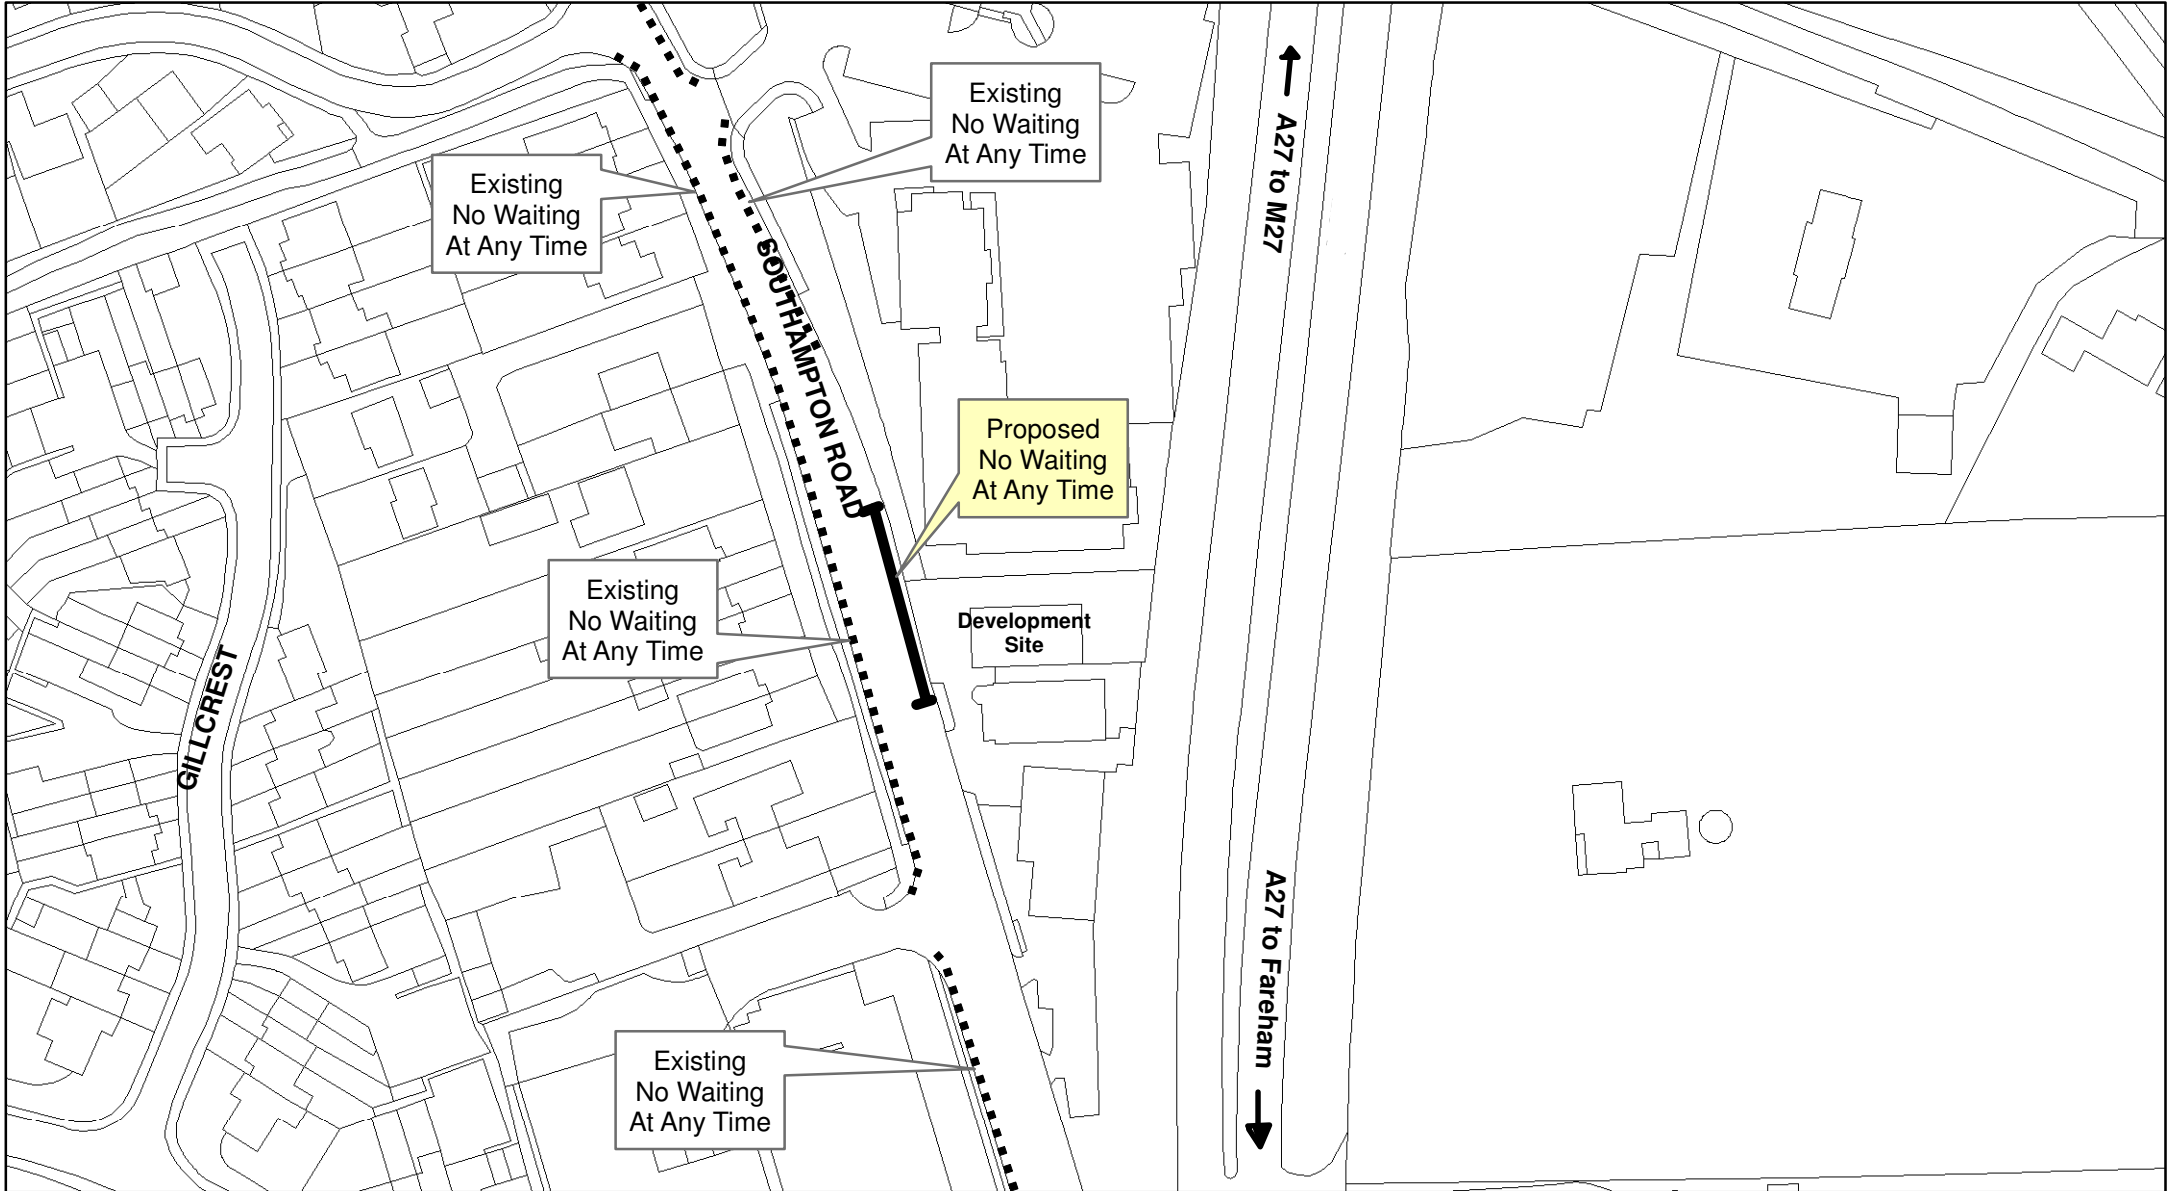 Existing
No Waiting
At Any Time
Existing
No Waiting
At Any Time
A27 to M27
SOUTHAMPTON ROAD
Proposed
No Waiting
At Any Time
Existing
No Waiting
At Any Time
Development
Site
GILLCREST
A27 to Fareham
Existing
No Waiting
At Any Time